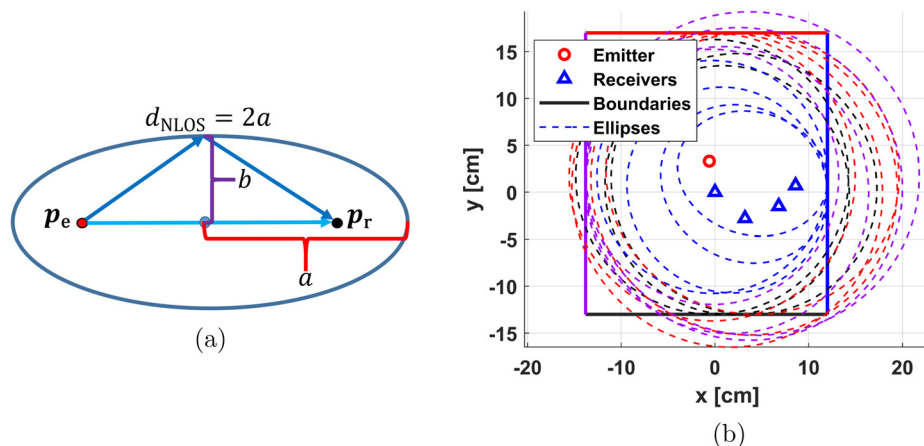 d_NLOS = 2a
b
p_e
p_r
a
(a)
15
10
5
0
-5
-10
-15
y [cm]
Emitter
Receivers
Boundaries
Ellipses
-20
-10
0
10
20
x [cm]
(b)